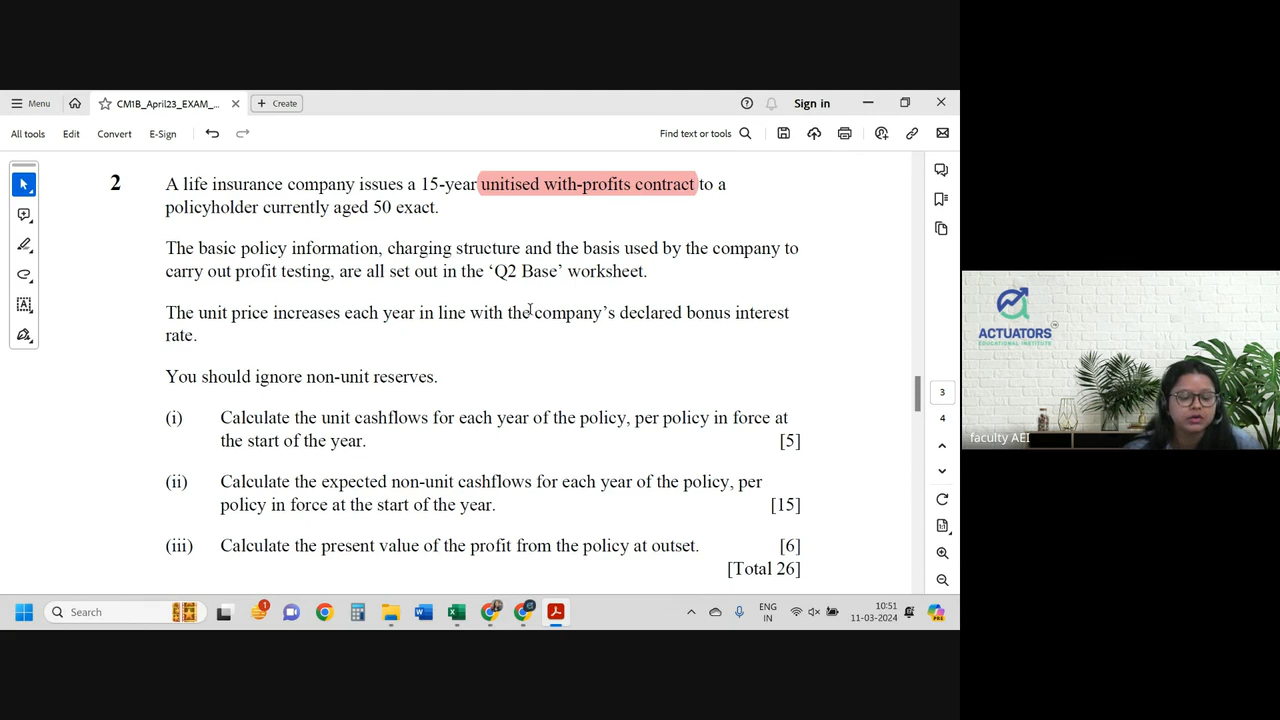 Menu
CM1B_April23_EXAM_...
Create
Sign in
All tools
Edit
Convert
E-Sign
Find text or tools
2
A life insurance company issues a 15-year unitised with-profits contract to a
policyholder currently aged 50 exact.
The basic policy information, charging structure and the basis used by the company to
carry out profit testing, are all set out in the ‘Q2 Base’ worksheet.
The unit price increases each year in line with the company’s declared bonus interest
rate.
You should ignore non-unit reserves.
(i) Calculate the unit cashflows for each year of the policy, per policy in force at
the start of the year. [5]
(ii) Calculate the expected non-unit cashflows for each year of the policy, per
policy in force at the start of the year. [15]
(iii) Calculate the present value of the profit from the policy at outset. [6]
[Total 26]
3
4
ACTUATORS
EDUCATIONAL INSTITUTE
TM
faculty AEI
Search
1
ENG
IN
10:51
11-03-2024
PRE